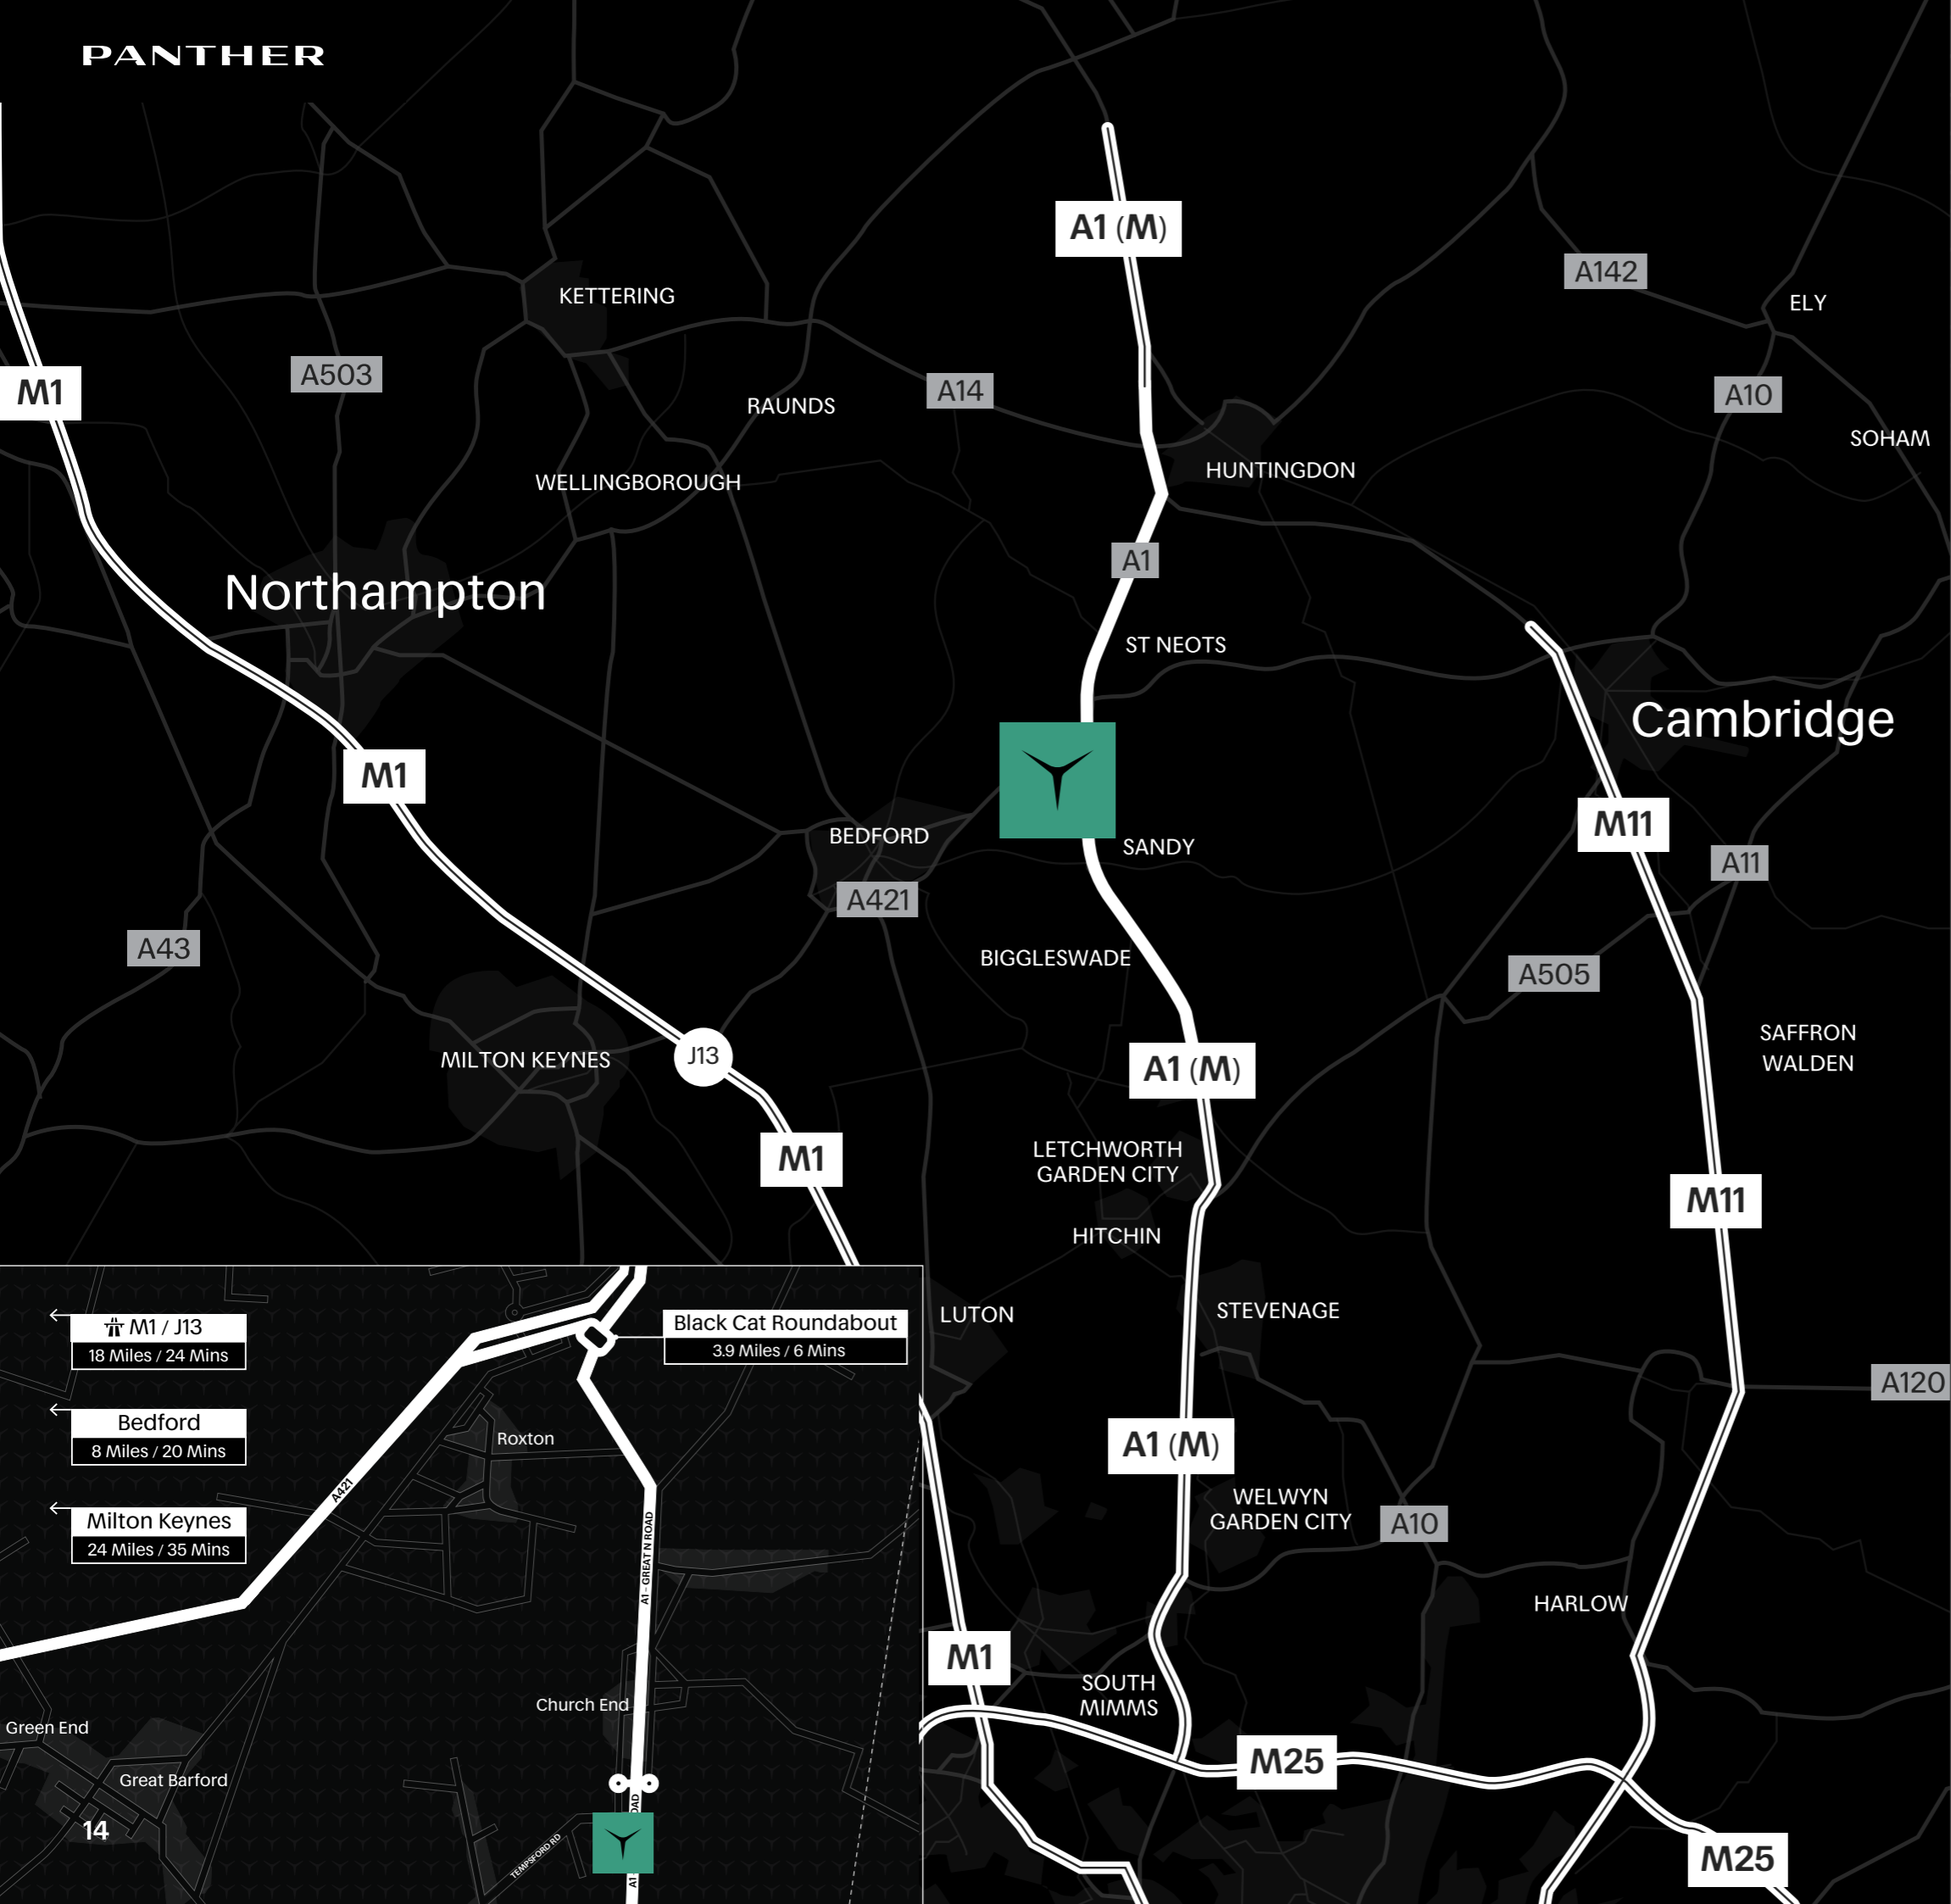 PANTHER
A1 (M)
A142
ELY
KETTERING
A503
M1
A14
A10
RAUNDS
SOHAM
HUNTINGDON
WELLINGBOROUGH
A1
Northampton
ST NEOTS
Cambridge
M1
M11
BEDFORD
SANDY
A11
A421
A43
BIGGLESWADE
A505
SAFFRON
WALDEN
J13
MILTON KEYNES
A1 (M)
M1
LETCHWORTH
GARDEN CITY
M11
HITCHIN
LUTON
STEVENAGE
M1 / J13
18 Miles / 24 Mins
Black Cat Roundabout
3.9 Miles / 6 Mins
A120
Bedford
8 Miles / 20 Mins
Roxton
A421
A1 (M)
WELWYN
GARDEN CITY
A10
Milton Keynes
24 Miles / 35 Mins
A1 - GREAT N ROAD
HARLOW
M1
SOUTH
MIMMS
Church End
Green End
M25
Great Barford
14
OAD
TEMPSFORD RD
M25
A1